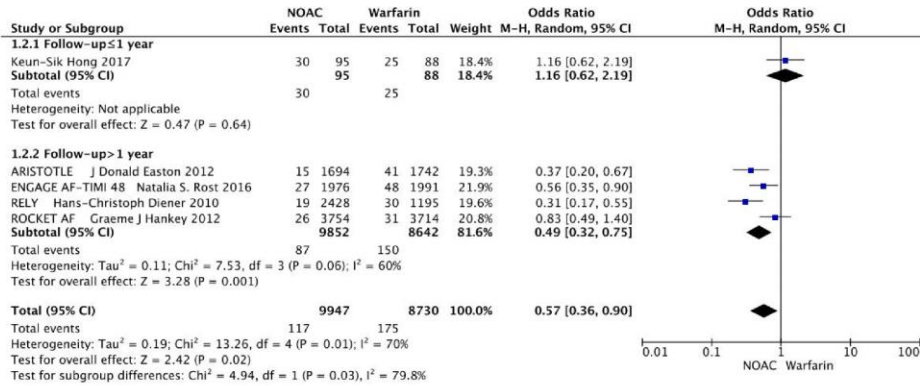 NOAC Warfarin Odds Ratio Odds Ratio
Study or Subgroup Events Total Events Total Weight M-H, Random, 95% CI M-H, Random, 95% CI
1.2.1 Follow-up≤1 year
Keun-Sik Hong 2017 30 95 25 88 18.4% 1.16 [0.62, 2.19]
Subtotal (95% CI) 95 88 18.4% 1.16 [0.62, 2.19]
Total events 30 25
Heterogeneity: Not applicable
Test for overall effect: Z = 0.47 (P = 0.64)
1.2.2 Follow-up>1 year
ARISTOTLE J Donald Easton 2012 15 1694 41 1742 19.3% 0.37 [0.20, 0.67]
ENGAGE AF-TIMI 48 Natalia S. Rost 2016 27 1976 48 1991 21.9% 0.56 [0.35, 0.90]
RELY Hans-Christoph Diener 2010 19 2428 30 1195 19.6% 0.31 [0.17, 0.55]
ROCKET AF Graeme J Hankey 2012 26 3754 31 3714 20.8% 0.83 [0.49, 1.40]
Subtotal (95% CI) 9852 8642 81.6% 0.49 [0.32, 0.75]
Total events 87 150
Heterogeneity: Tau² = 0.11; Chi² = 7.53, df = 3 (P = 0.06); I² = 60%
Test for overall effect: Z = 3.28 (P = 0.001)
Total (95% CI) 9947 8730 100.0% 0.57 [0.36, 0.90]
Total events 117 175
Heterogeneity: Tau² = 0.19; Chi² = 13.26, df = 4 (P = 0.01); I² = 70%
Test for overall effect: Z = 2.42 (P = 0.02)
Test for subgroup differences: Chi² = 4.94, df = 1 (P = 0.03), I² = 79.8%
0.01 0.1 1 10 100
NOAC Warfarin